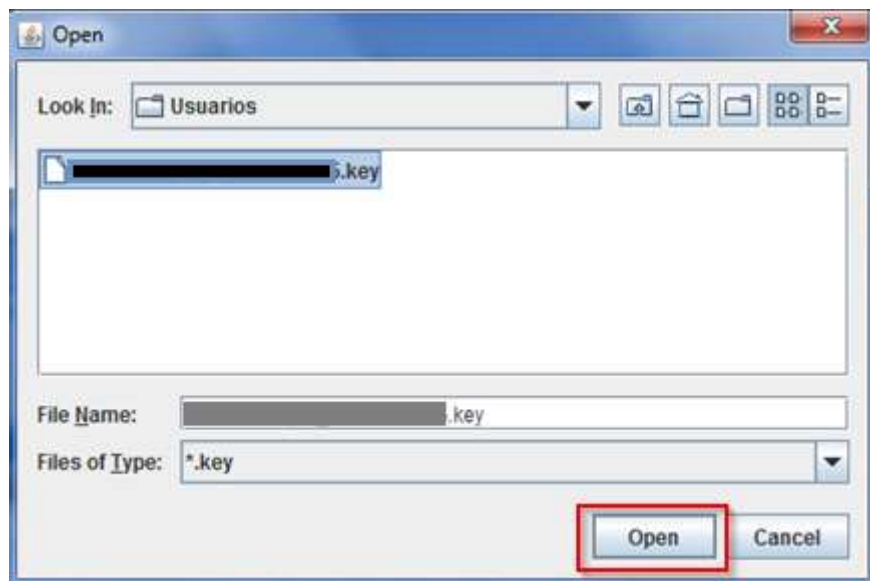 Open
Look In: Usuarios
.key
File Name: .key
Files of Type: *.key
Open Cancel